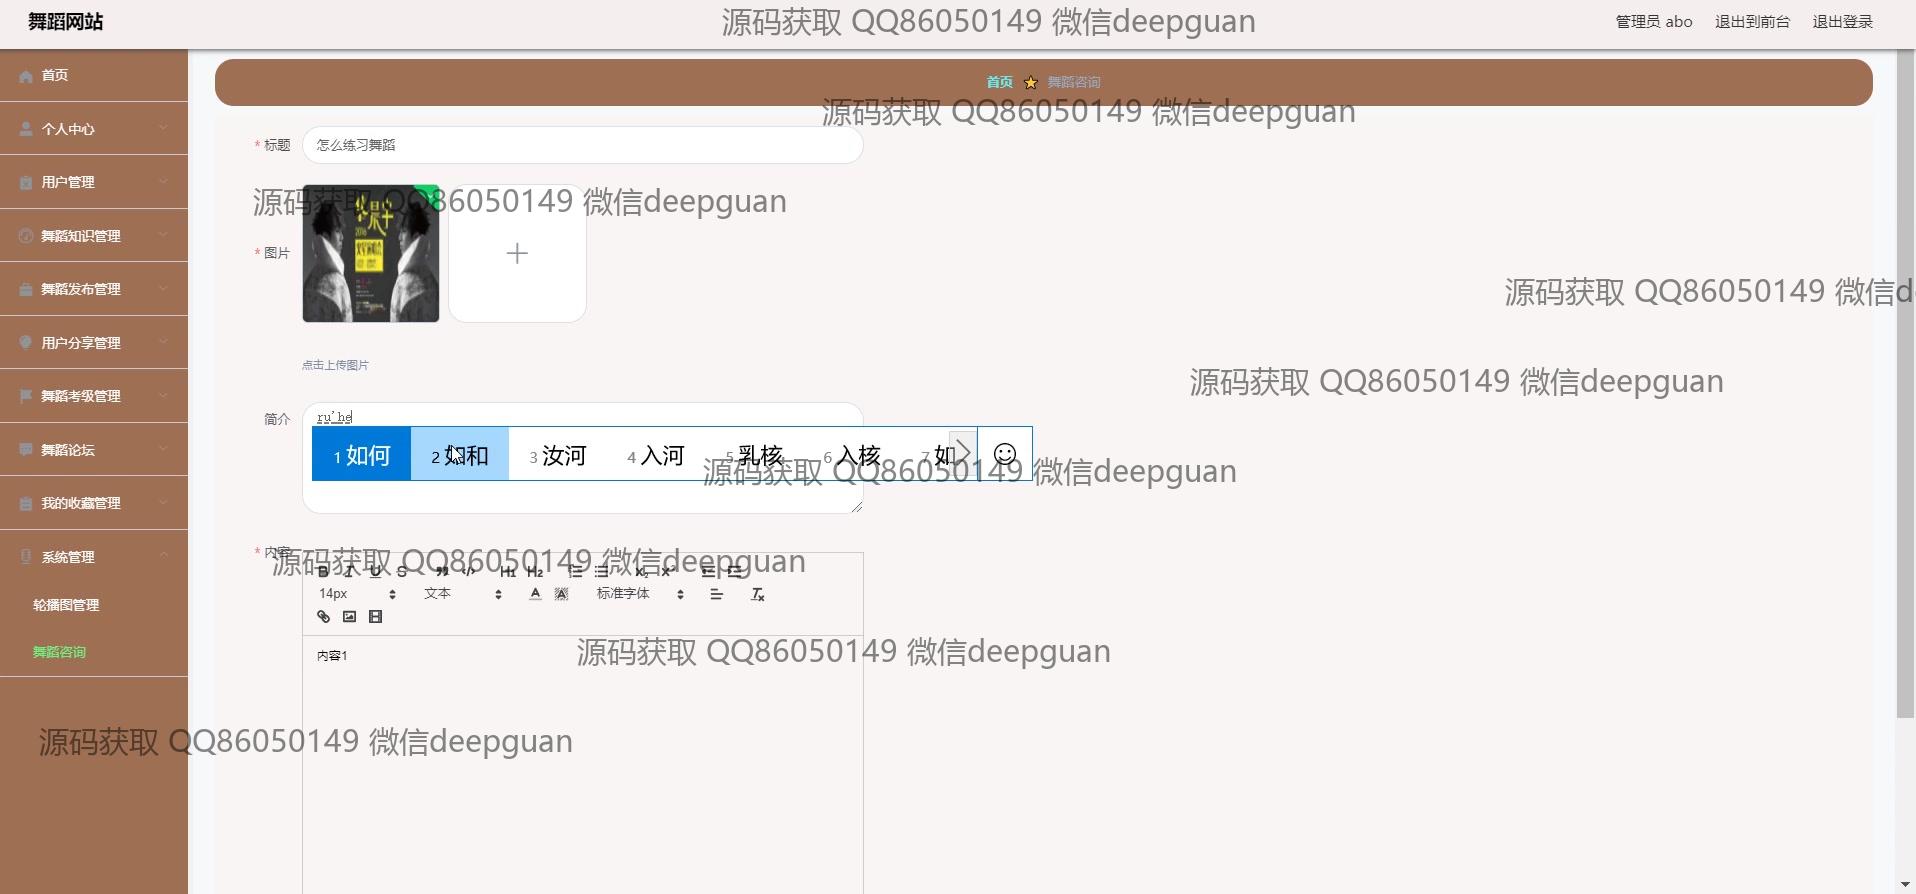 舞蹈网站
源码获取 QQ86050149 微信deepguan
管理员 abo 退出到前台 退出登录
首页
首页 舞蹈咨询
源码获取 QQ86050149 微信deepguan
个人中心
* 标题 怎么练习舞蹈
用户管理
源码获取 QQ86050149 微信deepguan
舞蹈知识管理
* 图片
舞蹈发布管理
源码获取 QQ86050149 微信d
用户分享管理
点击上传图片
舞蹈考级管理
源码获取 QQ86050149 微信deepguan
简介 ru'he
舞蹈论坛
1 如何 2 如和 3 汝河 4 入河 5 乳核 6 入核 7 如
源码获取 QQ86050149 微信deepguan
我的收藏管理
系统管理
* 内容
源码获取 QQ86050149 微信deepguan
B I U S H1 H2 X2 X2
14px 文本 A A 标准字体 Tx
轮播图管理
舞蹈咨询
内容1
源码获取 QQ86050149 微信deepguan
源码获取 QQ86050149 微信deepguan